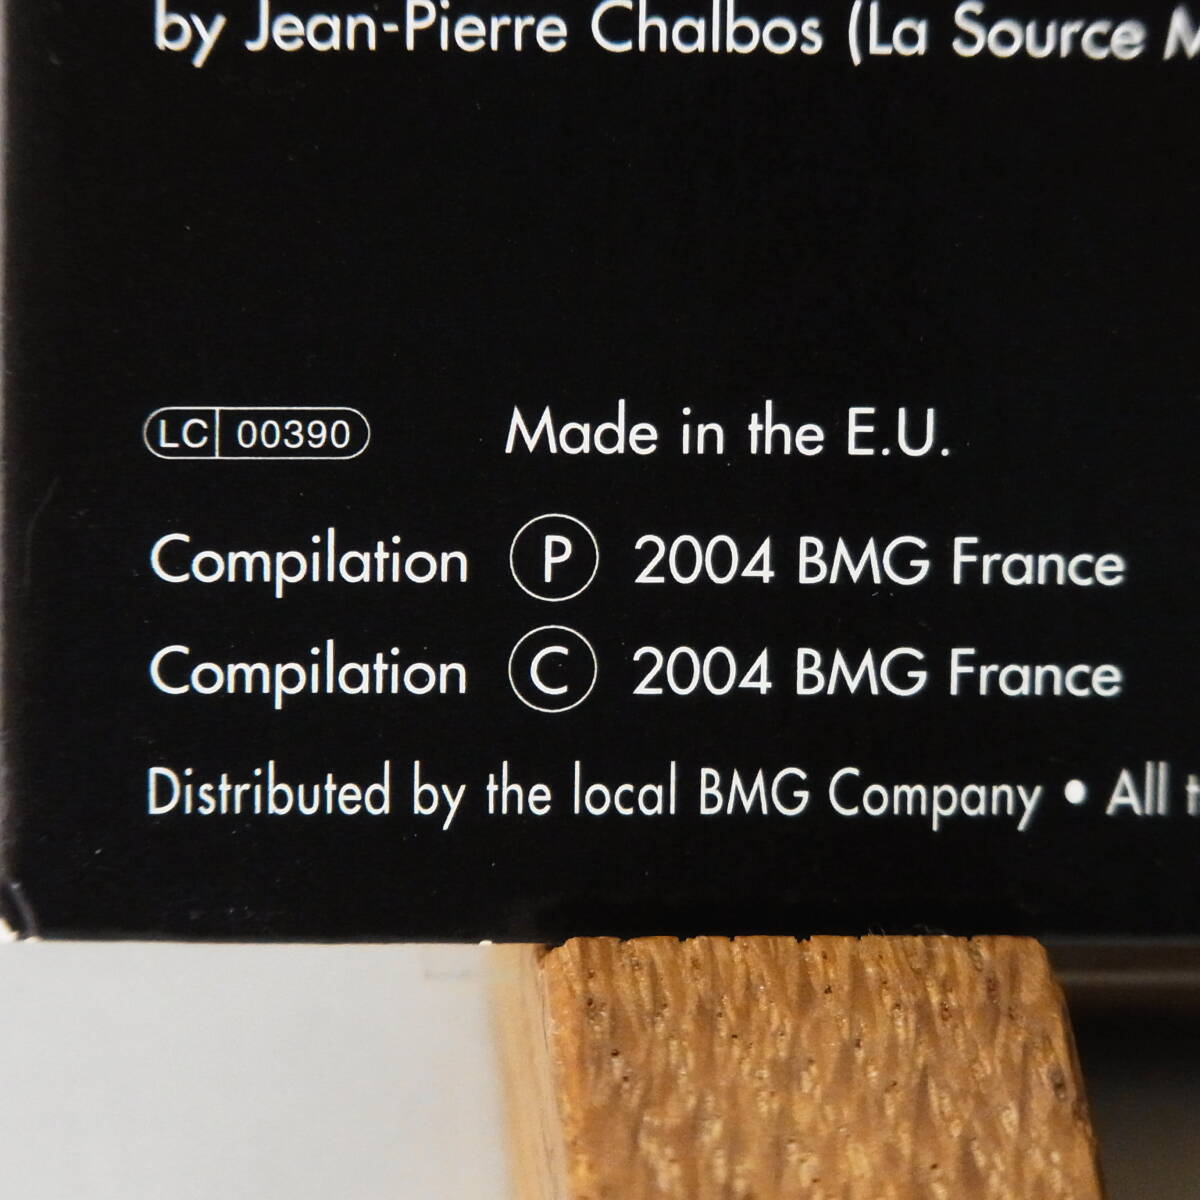 by Jean-Pierre Chalbos (La Source
LC 00390 Made in the E.U.
Compilation Ⓟ 2004 BMG France
Compilation © 2004 BMG France
Distributed by the local BMG Company • All